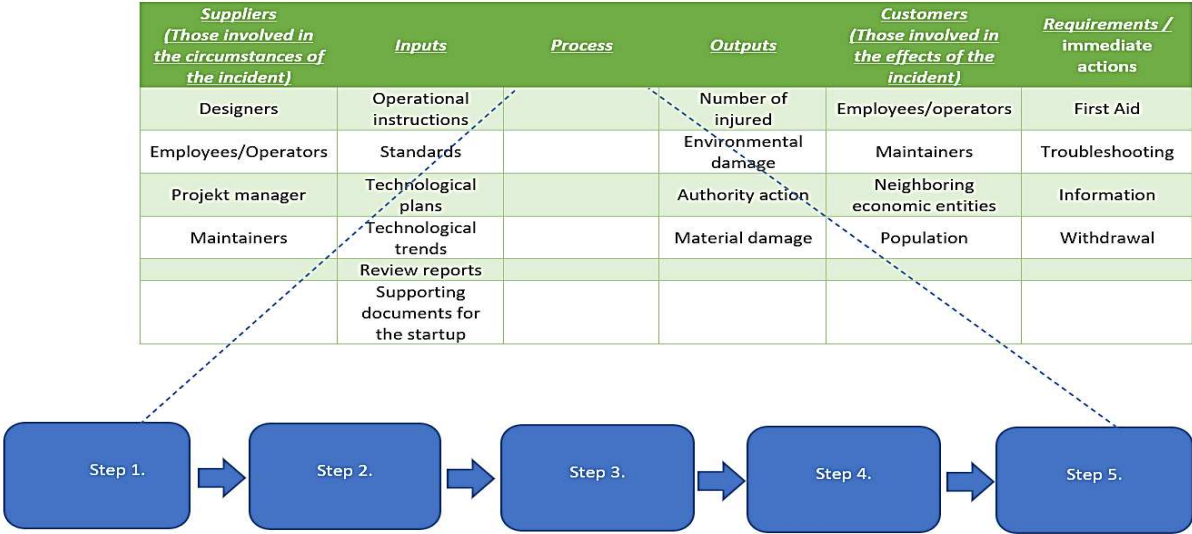 Suppliers
(Those involved in
the circumstances of
the incident)
Inputs
Process
Outputs
Customers
(Those involved in
the effects of the
incident)
Requirements /
immediate
actions
Designers
Operational
instructions
Number of
injured
Employees/operators
First Aid
Employees/Operators
Standards
Environmental
damage
Maintainers
Troubleshooting
Projekt manager
Technological
plans
Authority action
Neighboring
economic entities
Information
Maintainers
Technological
trends
Material damage
Population
Withdrawal
Review reports
Supporting
documents for
the startup
Step 1.
Step 2.
Step 3.
Step 4.
Step 5.